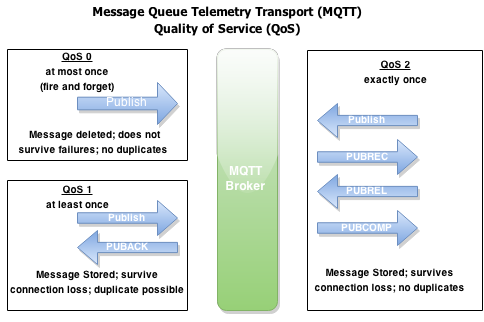 Message Queue Telemetry Transport (MQTT)
Quality of Service (QoS)
QoS 0
at most once
(fire and forget)
Publish
Message deleted; does not
survive failures; no duplicates
QoS 1
at least once
Publish
PUBACK
Message Stored; survive
connection loss; duplicate possible
MQTT
Broker
QoS 2
exactly once
Publish
PUBREC
PUBREL
PUBCOMP
Message Stored; survives
connection loss; no duplicates